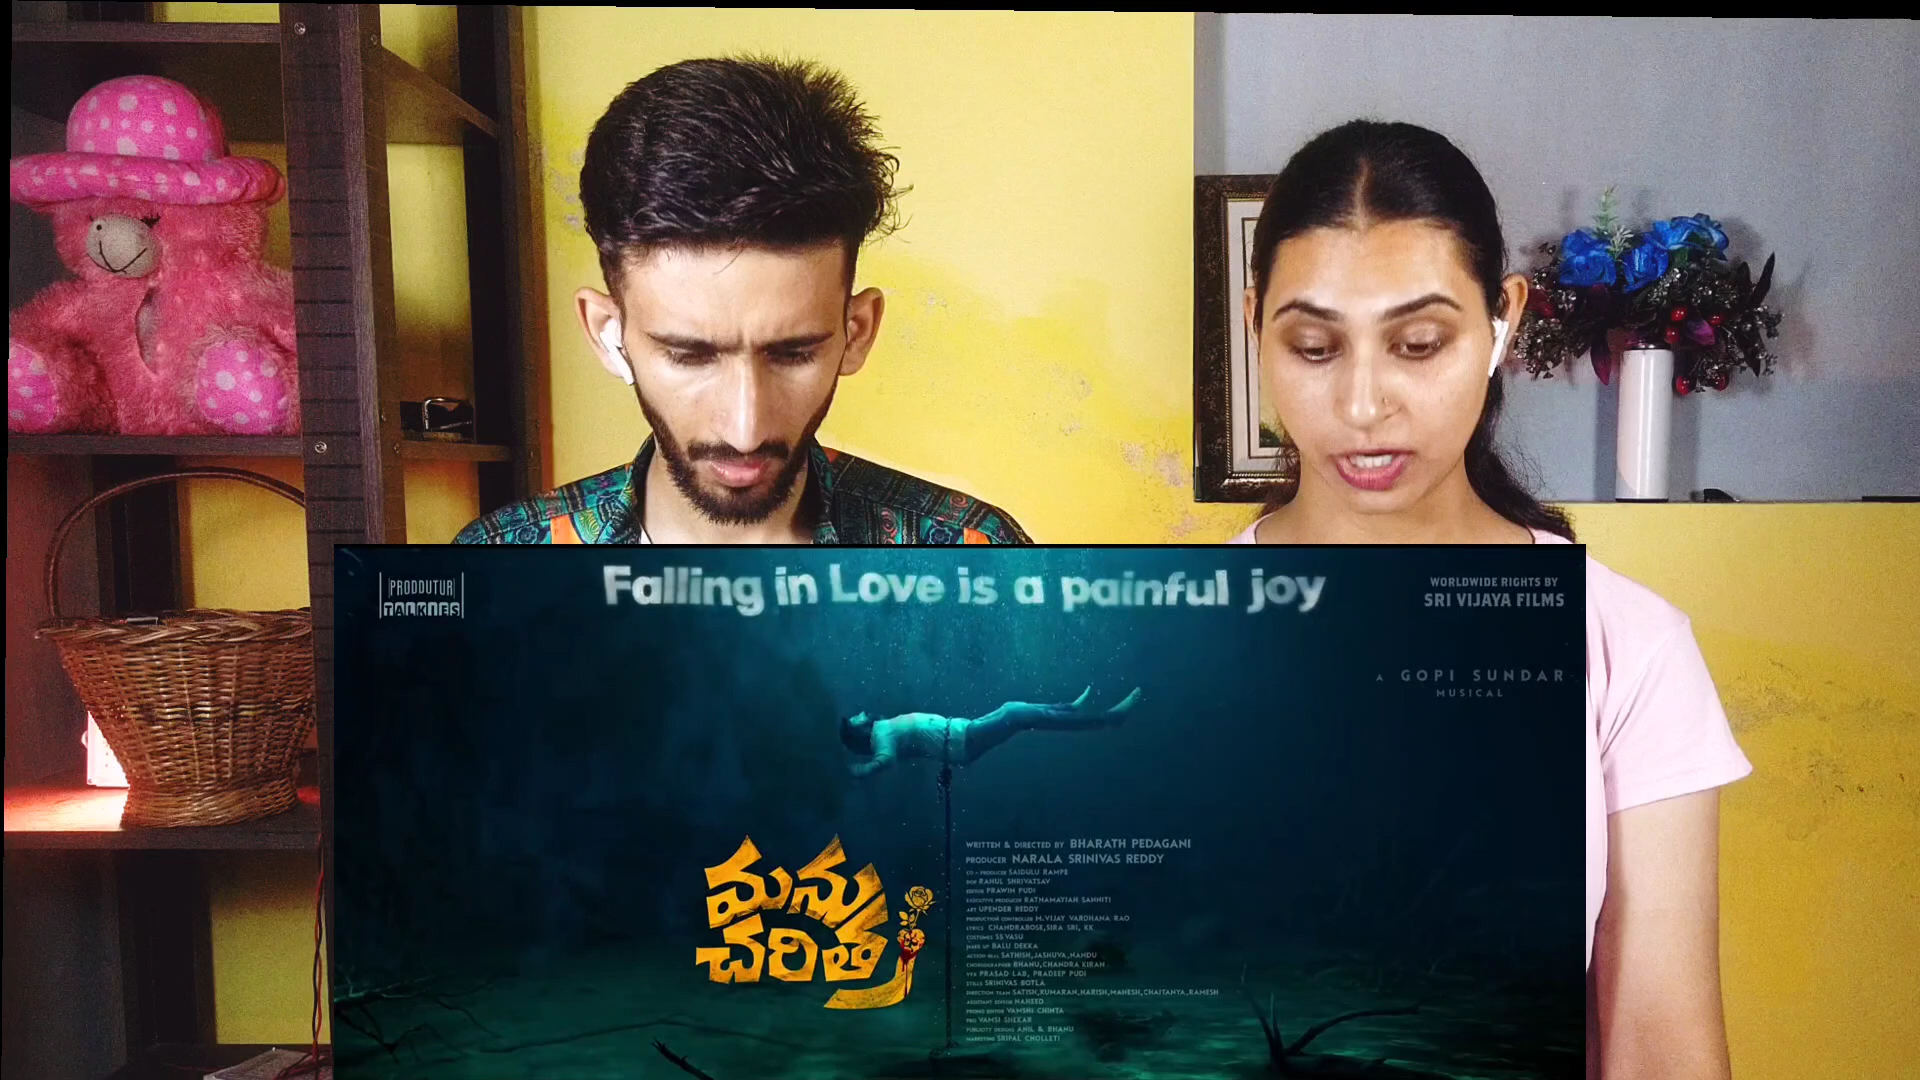 Falling in Love is a painful joy
PRODDUTUR
TALKIES
WORLDWIDE RIGHTS BY
SRI VIJAYA FILMS
A GOPI SUNDAR
MUSICAL
మను
చరిత్ర
WRITTEN & DIRECTED BY BHARATH PEDAGANI
PRODUCER NARALA SRINIVAS REDDY
CO - PRODUCER SAIDULU RAMPE
DOP RAHUL SHRIVATSAV
EDITOR PRAWIN PUDI
EXECUTIVE PRODUCER RATHAMAYIAH SANNITI
ART UPENDER REDDY
PRODUCTION CONTROLLER M.VIJAY VARDHANA RAO
LYRICS CHANDRABOSE,SIRA SRI, KK
COSTUMES SS VASU
MAKE UP BALU DEKKA
ACTION REAL SATHISH,JASHUVA,NANDU
CHOREOGRAPHER BHANU,CHANDRA KIRAN
VFX PRASAD LAB, PRADEEP PUDI
STILLS SRINIVAS BOTLA
DIRECTION TEAM SATISH,KUMARAN,HARISH,MAHESH,CHAITANYA,RAMESH
ASSISTANT EDITOR NAHEED
PROMO EDITOR VAMSHI CHINTA
PRO VAMSI SHEKAR
PUBLICITY DESIGNS ANIL & BHANU
MARKETING SRIPAL CHOLLETI